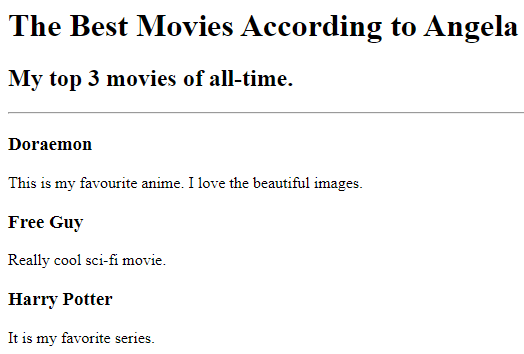 The Best Movies According to Angela
My top 3 movies of all-time.
Doraemon
This is my favourite anime. I love the beautiful images.
Free Guy
Really cool sci-fi movie.
Harry Potter
It is my favorite series.